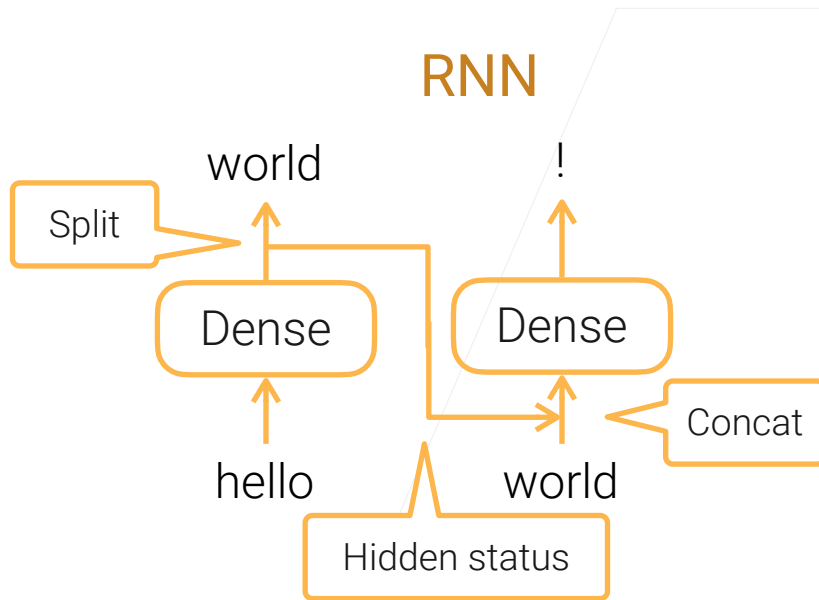 RNN
world
!
Split
Dense
Dense
Concat
hello
world
Hidden status